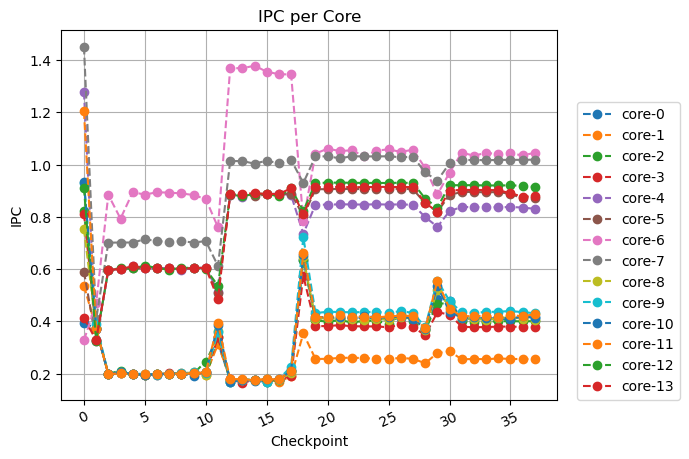 IPC per Core
IPC
1.4
1.2
1.0
0.8
0.6
0.4
0.2
0
5
10
15
20
25
30
35
Checkpoint
core-0
core-1
core-2
core-3
core-4
core-5
core-6
core-7
core-8
core-9
core-10
core-11
core-12
core-13